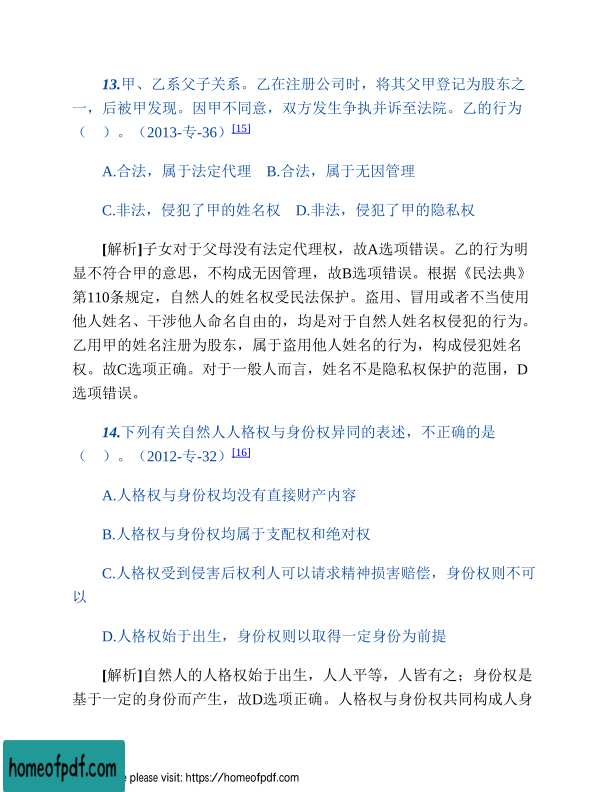 13.甲、乙系父子关系。乙在注册公司时，将其父甲登记为股东之
一，后被甲发现。因甲不同意，双方发生争执并诉至法院。乙的行为
（　）。（2013-专-36）[15]
A.合法，属于法定代理　B.合法，属于无因管理
C.非法，侵犯了甲的姓名权　D.非法，侵犯了甲的隐私权
[解析]子女对于父母没有法定代理权，故A选项错误。乙的行为明
显不符合甲的意思，不构成无因管理，故B选项错误。根据《民法典》
第110条规定，自然人的姓名权受民法保护。盗用、冒用或者不当使用
他人姓名、干涉他人命名自由的，均是对于自然人姓名权侵犯的行为。
乙用甲的姓名注册为股东，属于盗用他人姓名的行为，构成侵犯姓名
权。故C选项正确。对于一般人而言，姓名不是隐私权保护的范围，D
选项错误。
14.下列有关自然人人格权与身份权异同的表述，不正确的是
（　）。（2012-专-32）[16]
A.人格权与身份权均没有直接财产内容
B.人格权与身份权均属于支配权和绝对权
C.人格权受到侵害后权利人可以请求精神损害赔偿，身份权则不可
以
D.人格权始于出生，身份权则以取得一定身份为前提
[解析]自然人的人格权始于出生，人人平等，人皆有之；身份权是
基于一定的身份而产生，故D选项正确。人格权与身份权共同构成人身
homeofpdf.com
e please visit: https://homeofpdf.com